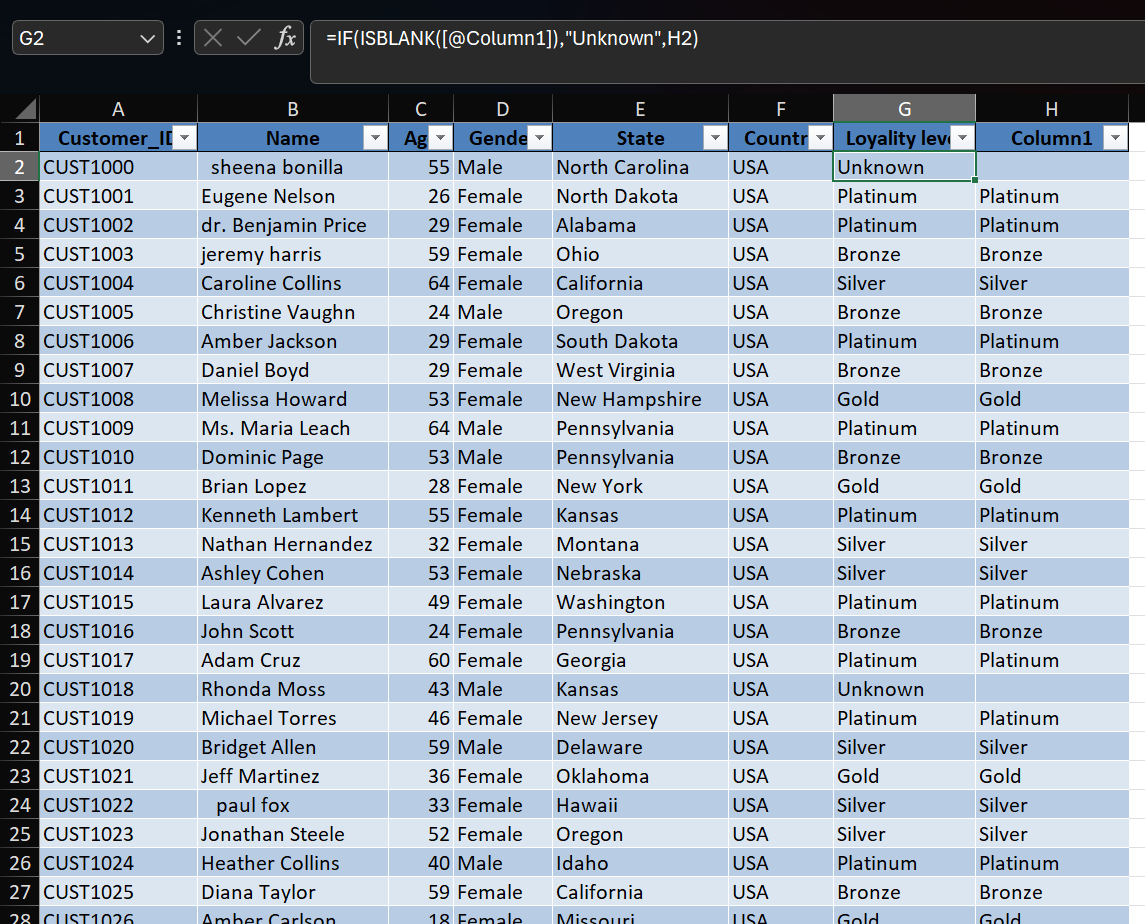 G2 fx =IF(ISBLANK([@Column1]),"Unknown",H2)
A B C D E F G H
1 Customer_ID Name Ag Gende State Countr Loyality leve Column1
2 CUST1000 sheena bonilla 55 Male North Carolina USA Unknown
3 CUST1001 Eugene Nelson 26 Female North Dakota USA Platinum Platinum
4 CUST1002 dr. Benjamin Price 29 Female Alabama USA Platinum Platinum
5 CUST1003 jeremy harris 59 Female Ohio USA Bronze Bronze
6 CUST1004 Caroline Collins 64 Female California USA Silver Silver
7 CUST1005 Christine Vaughn 24 Male Oregon USA Bronze Bronze
8 CUST1006 Amber Jackson 29 Female South Dakota USA Platinum Platinum
9 CUST1007 Daniel Boyd 29 Female West Virginia USA Bronze Bronze
10 CUST1008 Melissa Howard 53 Female New Hampshire USA Gold Gold
11 CUST1009 Ms. Maria Leach 64 Male Pennsylvania USA Platinum Platinum
12 CUST1010 Dominic Page 53 Male Pennsylvania USA Bronze Bronze
13 CUST1011 Brian Lopez 28 Female New York USA Gold Gold
14 CUST1012 Kenneth Lambert 55 Female Kansas USA Platinum Platinum
15 CUST1013 Nathan Hernandez 32 Female Montana USA Silver Silver
16 CUST1014 Ashley Cohen 53 Female Nebraska USA Silver Silver
17 CUST1015 Laura Alvarez 49 Female Washington USA Platinum Platinum
18 CUST1016 John Scott 24 Female Pennsylvania USA Bronze Bronze
19 CUST1017 Adam Cruz 60 Female Georgia USA Platinum Platinum
20 CUST1018 Rhonda Moss 43 Male Kansas USA Unknown
21 CUST1019 Michael Torres 46 Female New Jersey USA Platinum Platinum
22 CUST1020 Bridget Allen 59 Male Delaware USA Silver Silver
23 CUST1021 Jeff Martinez 36 Female Oklahoma USA Gold Gold
24 CUST1022 paul fox 33 Female Hawaii USA Silver Silver
25 CUST1023 Jonathan Steele 52 Female Oregon USA Silver Silver
26 CUST1024 Heather Collins 40 Male Idaho USA Platinum Platinum
27 CUST1025 Diana Taylor 59 Female California USA Bronze Bronze
28 CUST1026 Amber Carlson 18 Female Missouri USA Gold Gold